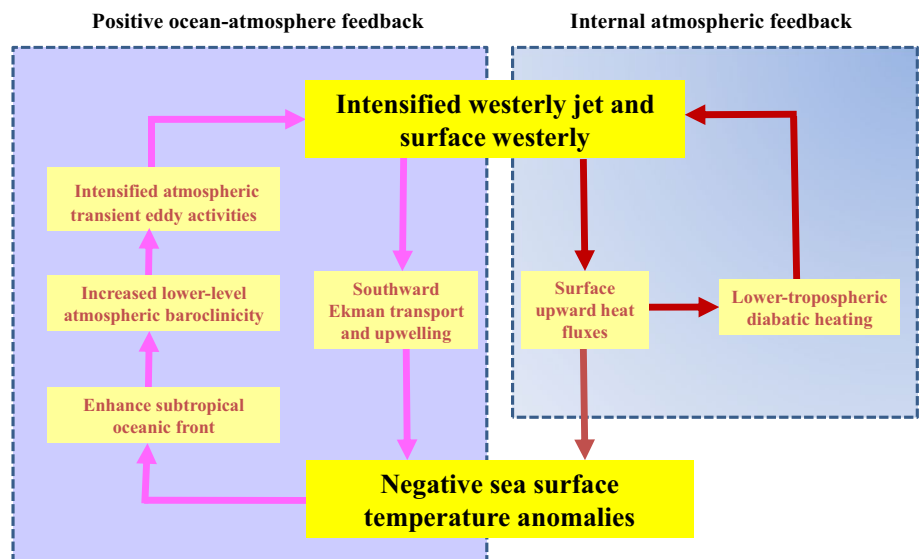 Positive ocean-atmosphere feedback
Internal atmospheric feedback
Intensified westerly jet and
surface westerly
Intensified atmospheric
transient eddy activities
Increased lower-level
atmospheric baroclinicity
Southward
Ekman transport
and upwelling
Surface
upward heat
fluxes
Lower-tropospheric
diabatic heating
Enhance subtropical
oceanic front
Negative sea surface
temperature anomalies